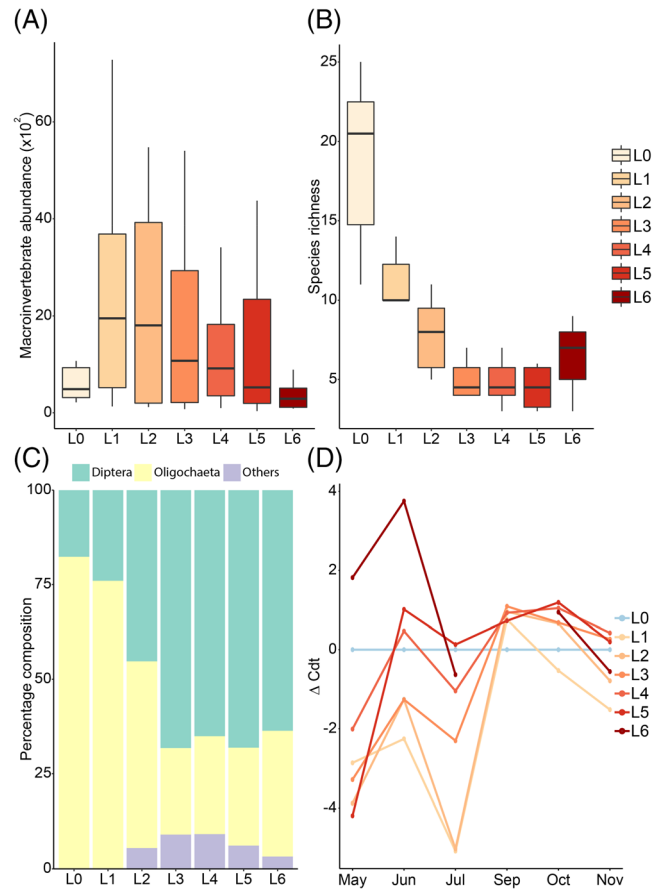 (A)
Macroinvertebrate abundance (x10²)
60
40
20
0
L0 L1 L2 L3 L4 L5 L6
(B)
Species richness
25
20
15
10
5
L0 L1 L2 L3 L4 L5 L6
L0
L1
L2
L3
L4
L5
L6
(C)
Diptera Oligochaeta Others
Percentage composition
100
75
50
25
0
L0 L1 L2 L3 L4 L5 L6
(D)
Δ Cdt
4
2
0
-2
-4
May Jun Jul Sep Oct Nov
L0
L1
L2
L3
L4
L5
L6